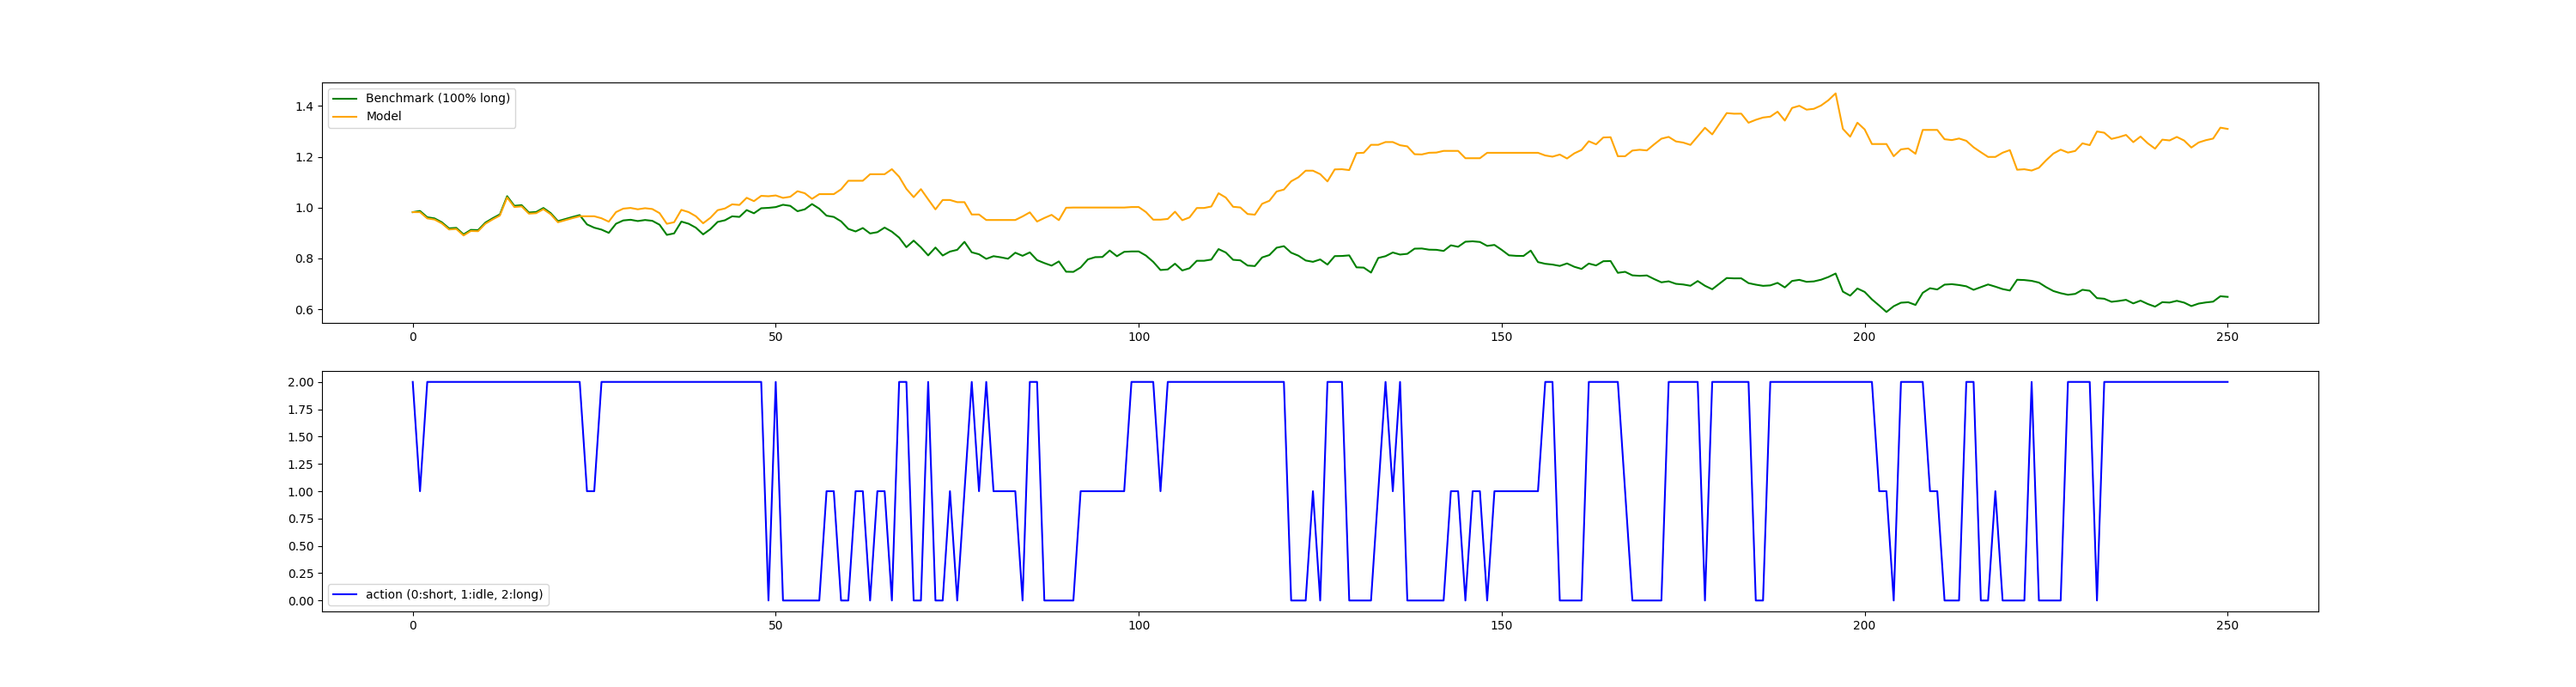 Benchmark (100% long)
Model
1.4
1.2
1.0
0.8
0.6
0 50 100 150 200 250
2.00
1.75
1.50
1.25
1.00
0.75
0.50
0.25
0.00
action (0:short, 1:idle, 2:long)
0 50 100 150 200 250